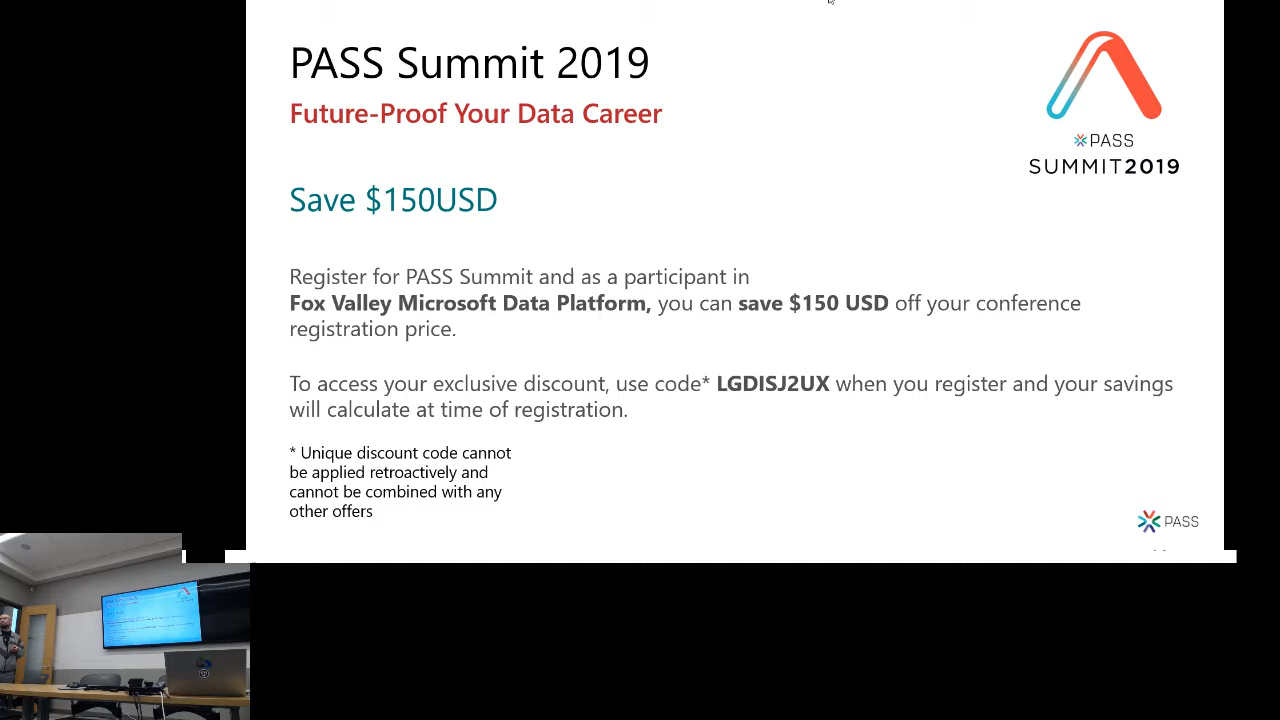 PASS Summit 2019
Future-Proof Your Data Career
PASS
SUMMIT2019
Save $150USD
Register for PASS Summit and as a participant in
Fox Valley Microsoft Data Platform, you can save $150 USD off your conference
registration price.
To access your exclusive discount, use code* LGDISJ2UX when you register and your savings
will calculate at time of registration.
* Unique discount code cannot
be applied retroactively and
cannot be combined with any
other offers
PASS